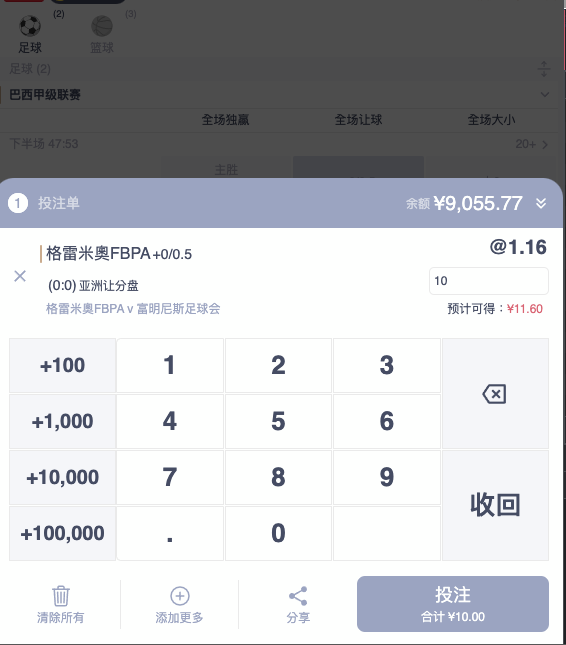 (2)
(3)
足球
篮球
足球 (2)
巴西甲级联赛
全场独赢 全场让球 全场大小
下半场 47:53 20+
主胜
1 投注单 余额 ¥9,055.77
格雷米奥FBPA +0/0.5 @1.16
(0:0) 亚洲让分盘 10
格雷米奥FBPA v 富明尼斯足球会 预计可得：¥11.60
+100 1 2 3
+1,000 4 5 6
+10,000 7 8 9 收回
+100,000 . 0
清除所有 添加更多 分享 投注
合计 ¥10.00